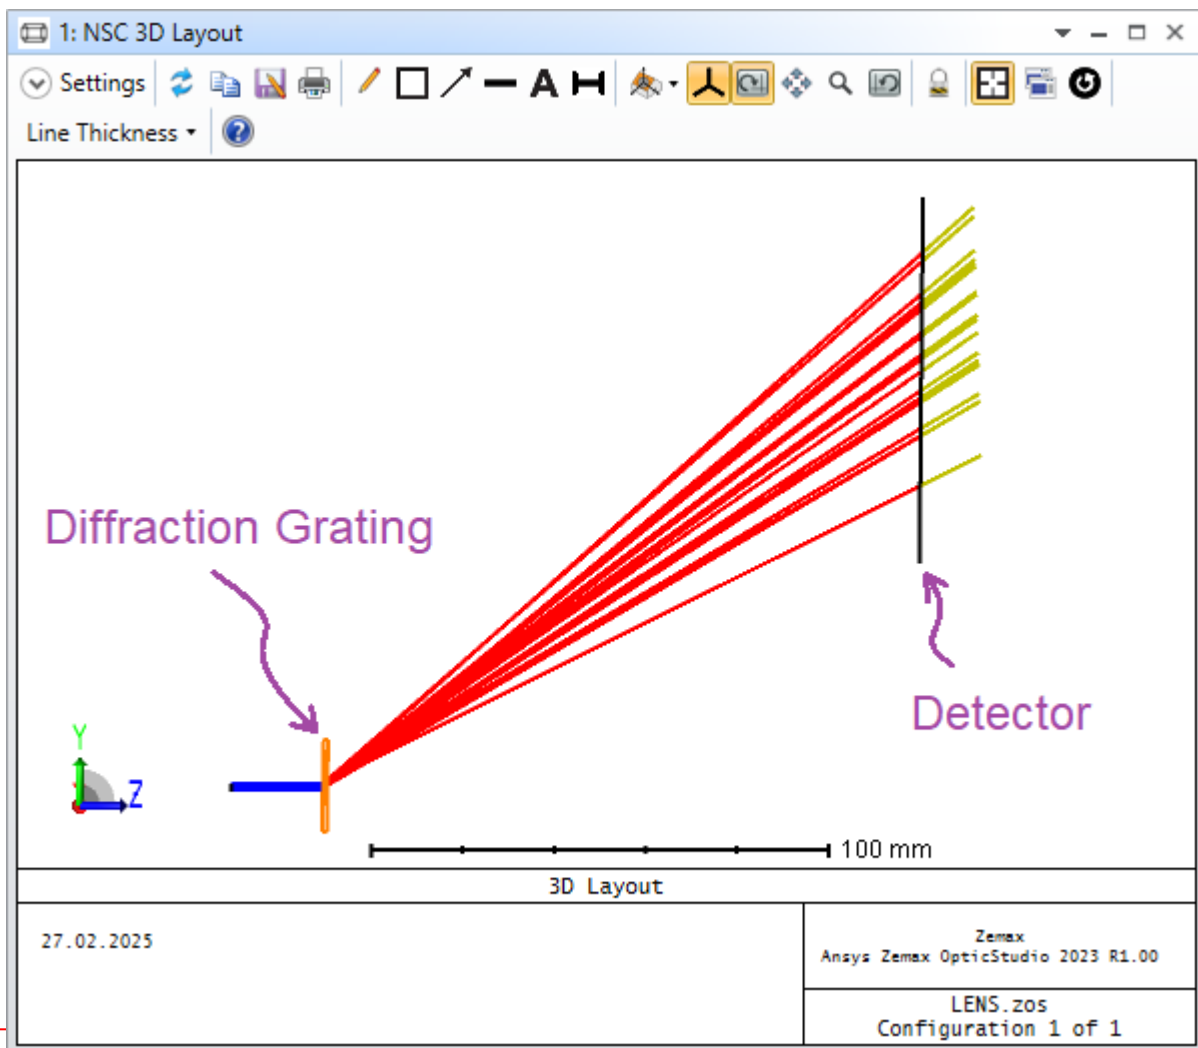 1: NSC 3D Layout
Settings
A
Line Thickness
Diffraction Grating
Detector
Y
Z
100 mm
3D Layout
27.02.2025
Zemax
Ansys Zemax OpticStudio 2023 R1.00
LENS.zos
Configuration 1 of 1